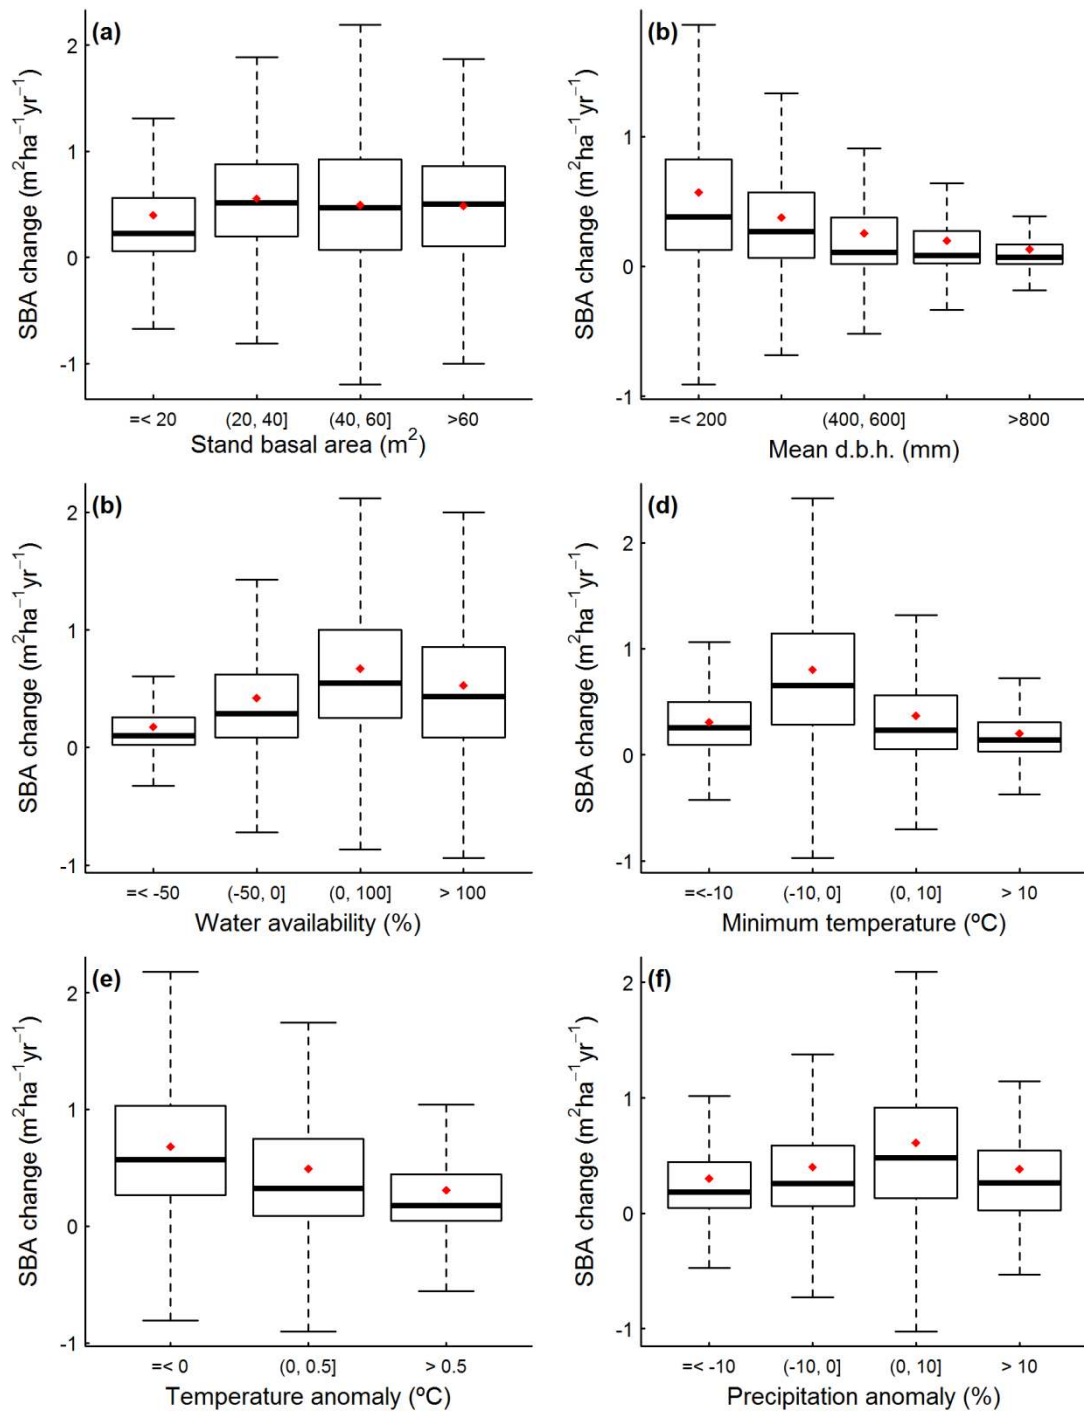 (a)
SBA change (m²ha⁻¹yr⁻¹)
2
1
0
-1
=< 20 (20, 40] (40, 60] >60
Stand basal area (m²)
(b)
SBA change (m²ha⁻¹yr⁻¹)
1
0
-1
=< 200 (400, 600] >800
Mean d.b.h. (mm)
(b)
SBA change (m²ha⁻¹yr⁻¹)
2
1
0
-1
=< -50 (-50, 0] (0, 100] > 100
Water availability (%)
(d)
SBA change (m²ha⁻¹yr⁻¹)
2
1
0
-1
=<-10 (-10, 0] (0, 10] > 10
Minimum temperature (ºC)
(e)
SBA change (m²ha⁻¹yr⁻¹)
2
1
0
-1
=< 0 (0, 0.5] > 0.5
Temperature anomaly (ºC)
(f)
SBA change (m²ha⁻¹yr⁻¹)
2
1
0
-1
=< -10 (-10, 0] (0, 10] > 10
Precipitation anomaly (%)